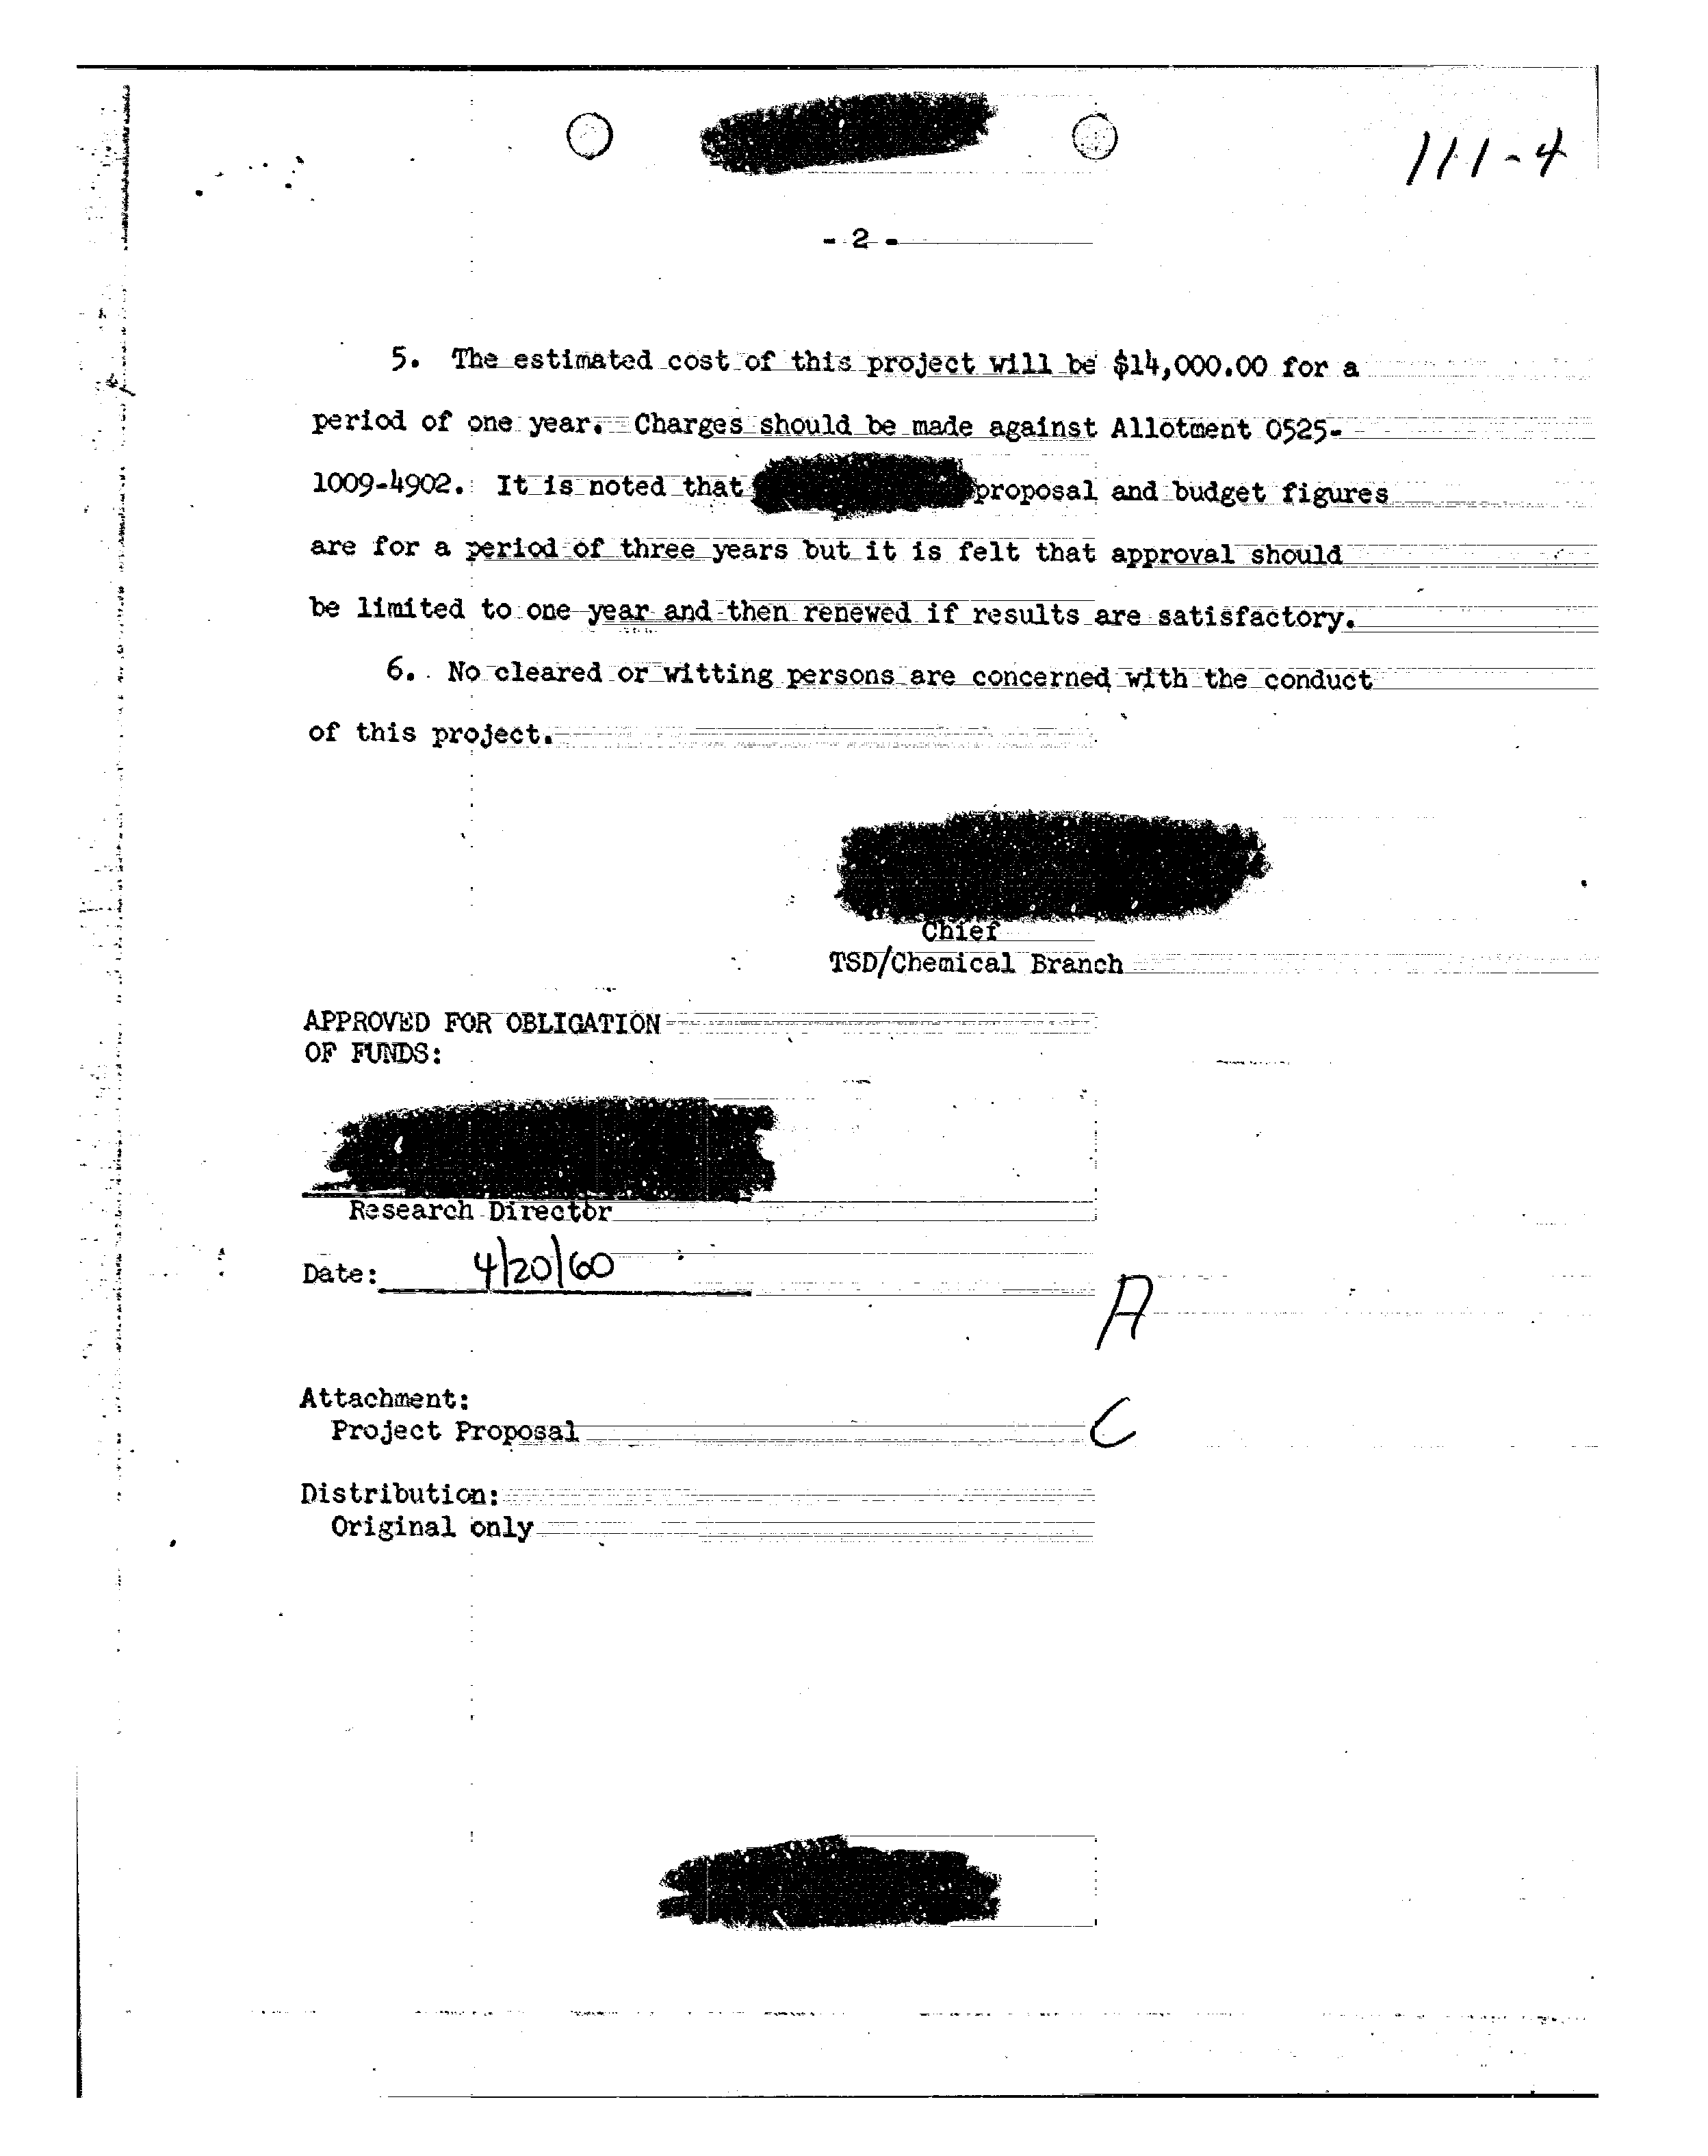 111-4
- 2 -
5. The estimated cost of this project will be $14,000.00 for a
period of one year. Charges should be made against Allotment 0525-
1009-4902. It is noted that proposal and budget figures
are for a period of three years but it is felt that approval should
be limited to one year and then renewed if results are satisfactory.
6. No cleared or witting persons are concerned with the conduct
of this project.
Chief
TSD/Chemical Branch
APPROVED FOR OBLIGATION
OF FUNDS:
Research Director
Date: 4/20/60
A
Attachment:
Project Proposal
C
Distribution:
Original only